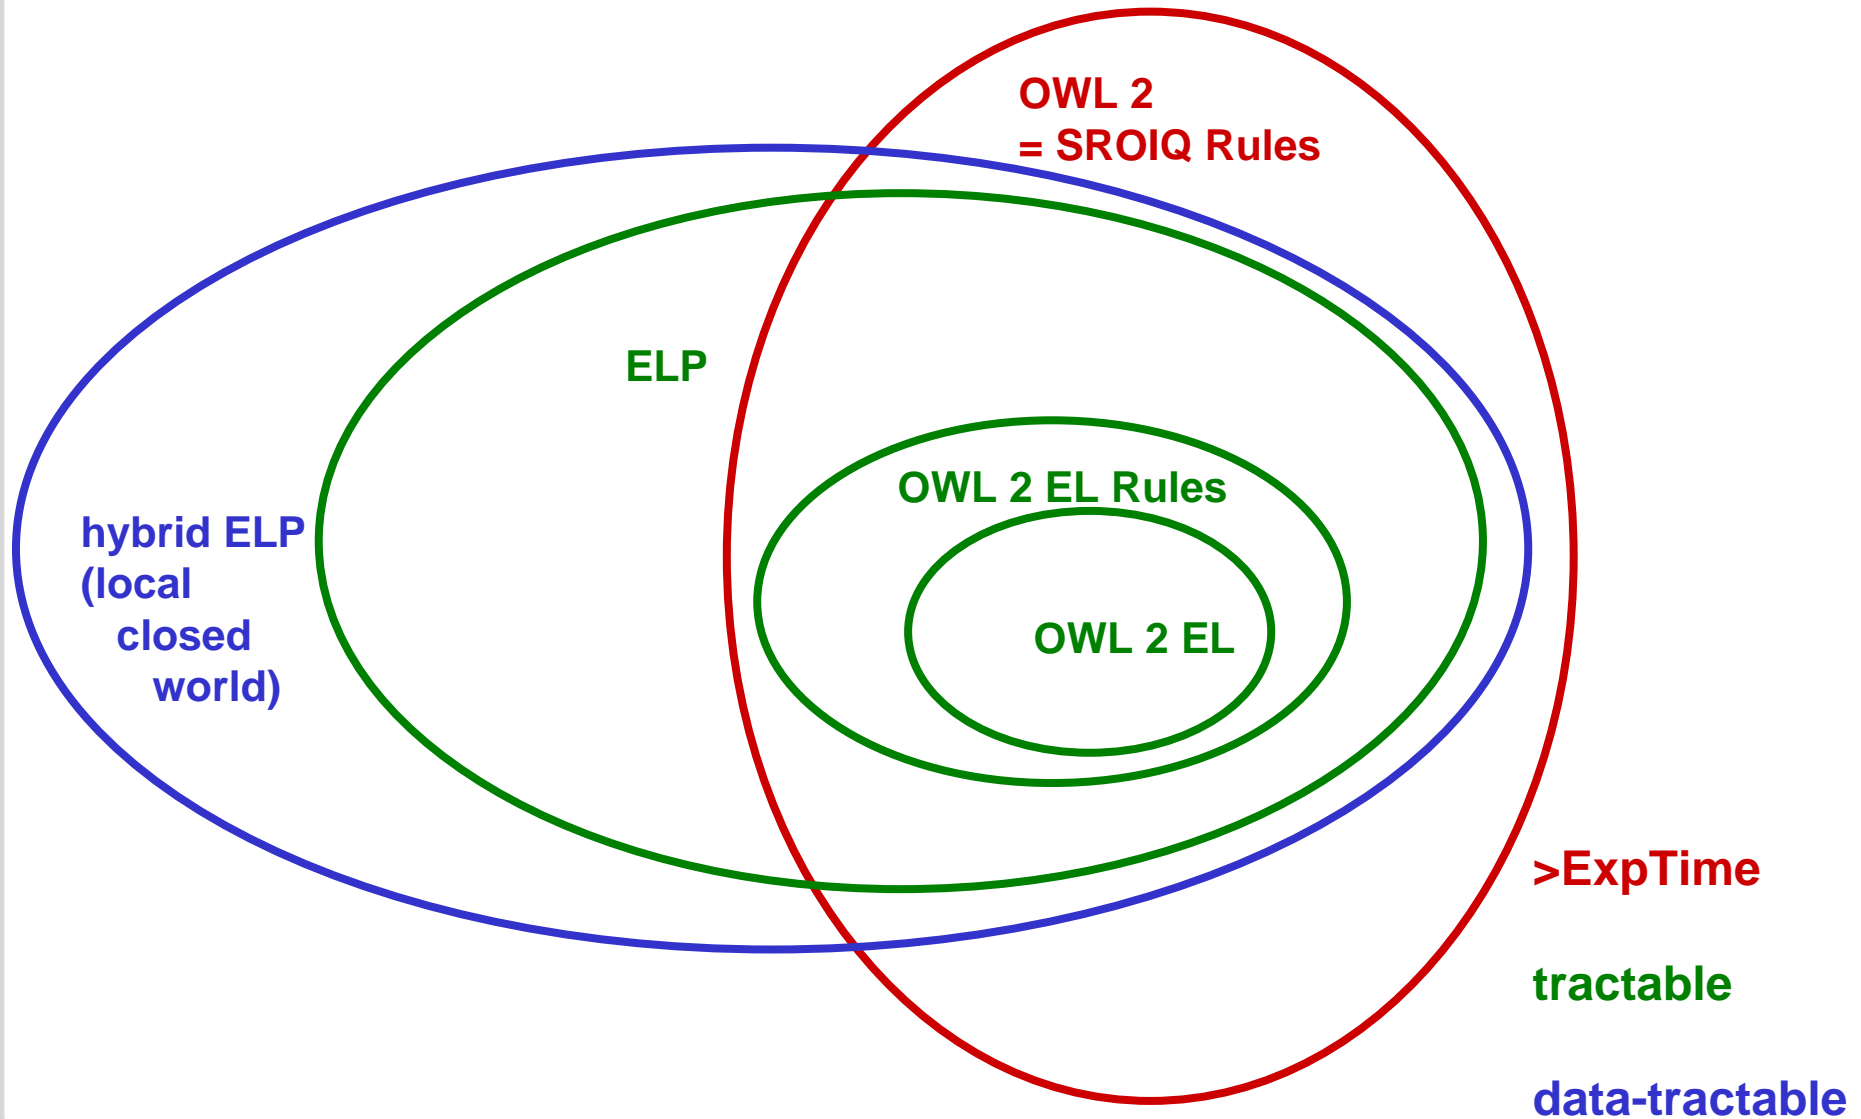 OWL 2
= SROIQ Rules
ELP
OWL 2 EL Rules
hybrid ELP
(local
closed
world)
OWL 2 EL
>ExpTime
tractable
data-tractable